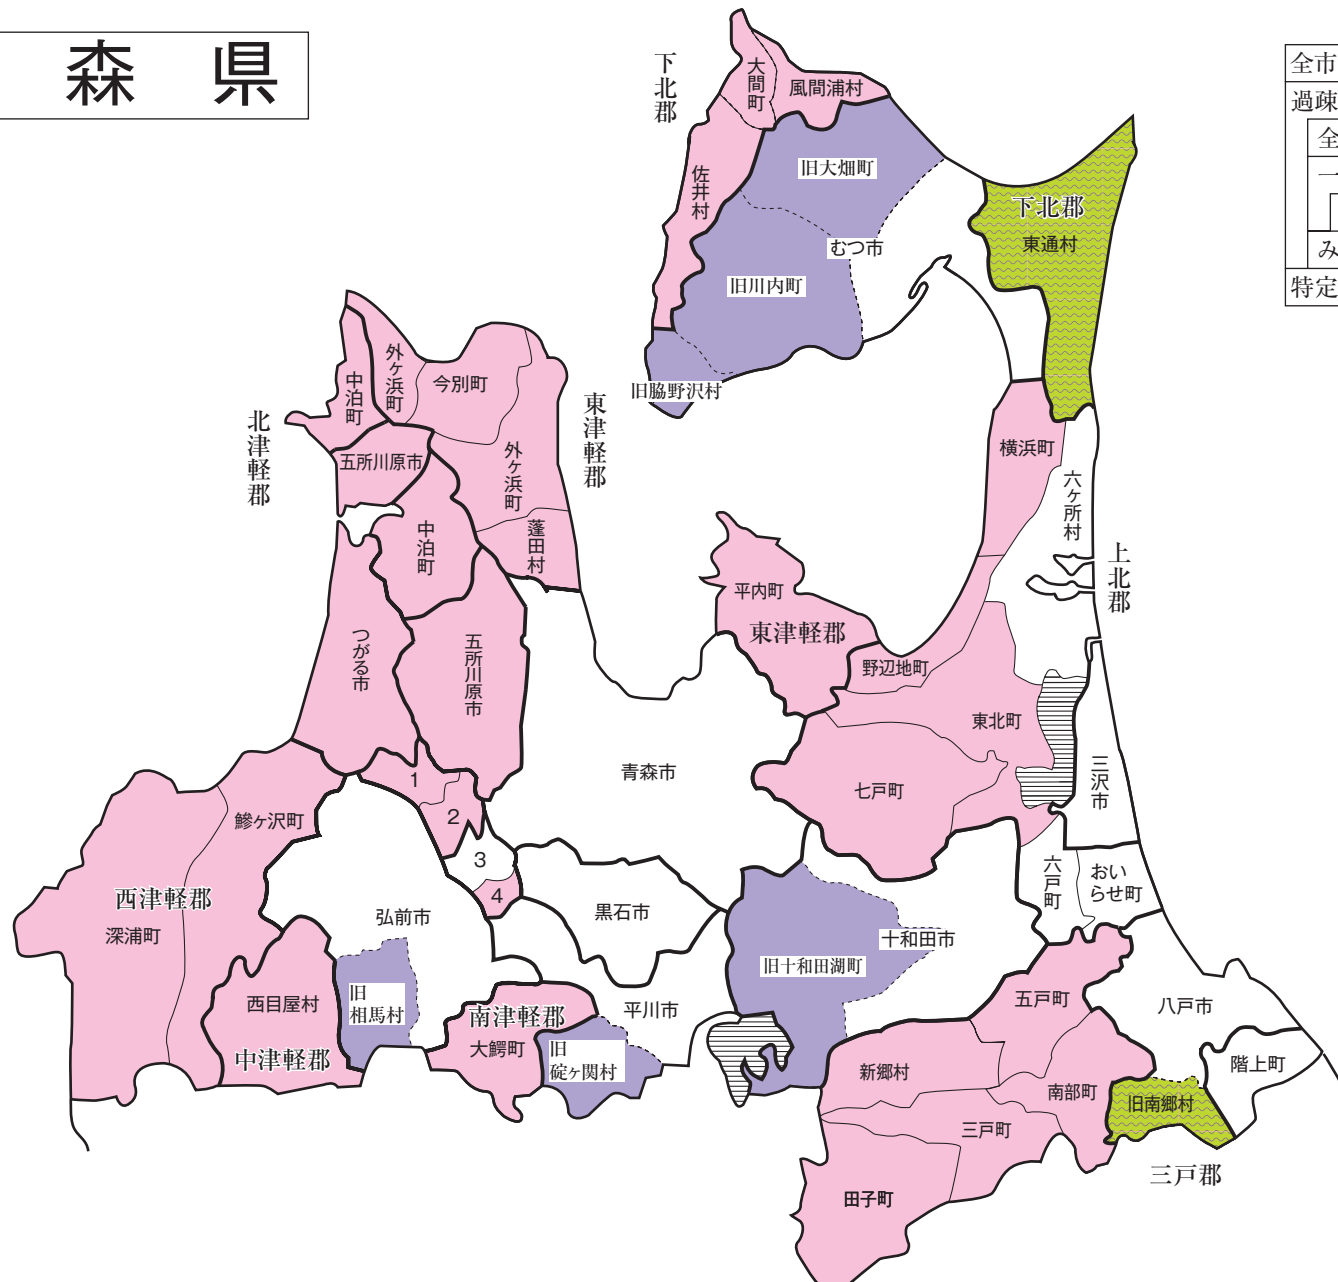 森県
全市
過疎
全
一
み
特定
下北郡
大間町
風間浦村
佐井村
旧大畑町
むつ市
旧川内町
旧脇野沢村
下北郡
東通村
中泊町
外ヶ浜町
今別町
北津軽郡
東津軽郡
五所川原市
外ヶ浜町
中泊町
蓬田村
横浜町
六ヶ所村
上北郡
平内町
東津軽郡
野辺地町
つがる市
五所川原市
東北町
青森市
七戸町
三沢市
1
2
3
4
鰺ヶ沢町
西津軽郡
深浦町
弘前市
黒石市
六戸町
おい
らせ町
十和田市
旧十和田湖町
西目屋村
中津軽郡
旧
相馬村
南津軽郡
大鰐町
平川市
旧
碇ヶ関村
五戸町
八戸市
新郷村
南部町
階上町
旧南郷村
三戸町
三戸郡
田子町